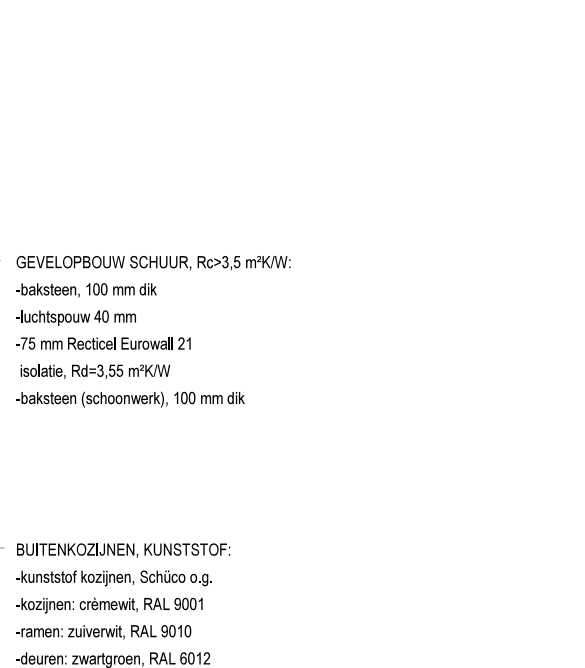 GEVELOPBOUW SCHUUR, Rc>3,5 m²K/W:
-baksteen, 100 mm dik
-luchtspouw 40 mm
-75 mm Recticel Eurowall 21
isolatie, Rd=3,55 m²K/W
-baksteen (schoonwerk), 100 mm dik
BUITENKOZIJNEN, KUNSTSTOF:
-kunststof kozijnen, Schüco o.g.
-kozijnen: crèmewit, RAL 9001
-ramen: zuiverwit, RAL 9010
-deuren: zwartgroen, RAL 6012